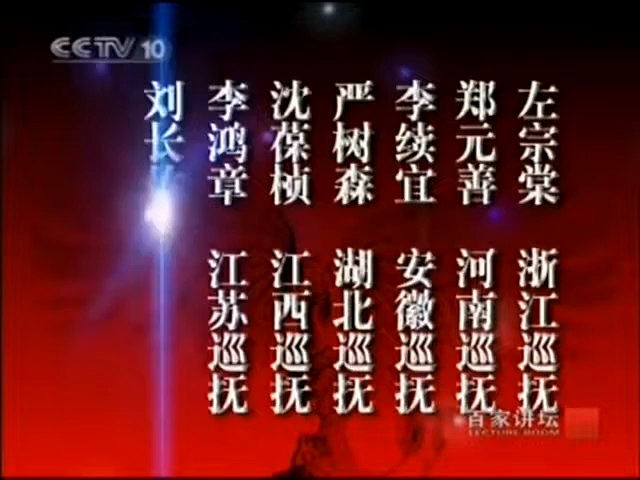 CCTV 10
左宗棠 浙江巡抚
郑元善 河南巡抚
李续宜 安徽巡抚
严树森 湖北巡抚
沈葆桢 江西巡抚
李鸿章 江苏巡抚
刘长
百家讲坛
LECTURE ROOM